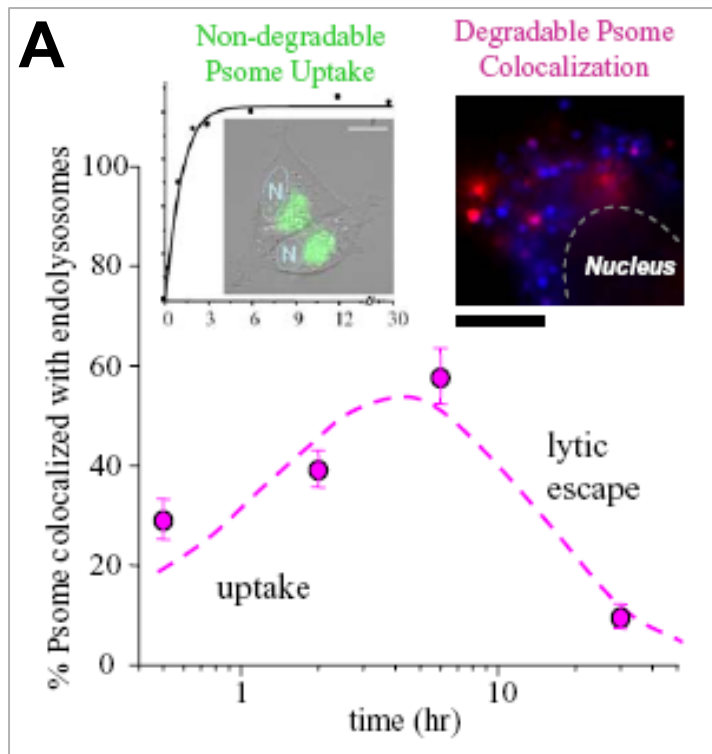 A
Non-degradable
Psome Uptake
Degradable Psome
Colocalization
N
N
Nucleus
0 3 6 9 12 30
% Psome colocalized with endolysosomes
100
80
60
40
20
0
uptake
lytic
escape
1 10
time (hr)